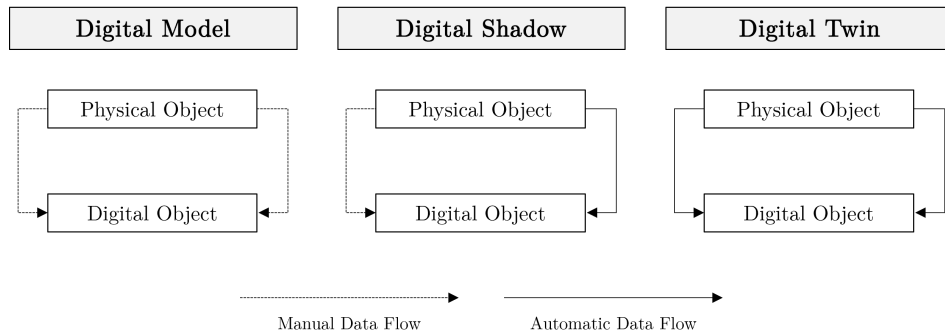 Digital Model
Digital Shadow
Digital Twin
Physical Object
Physical Object
Physical Object
Digital Object
Digital Object
Digital Object
Manual Data Flow
Automatic Data Flow